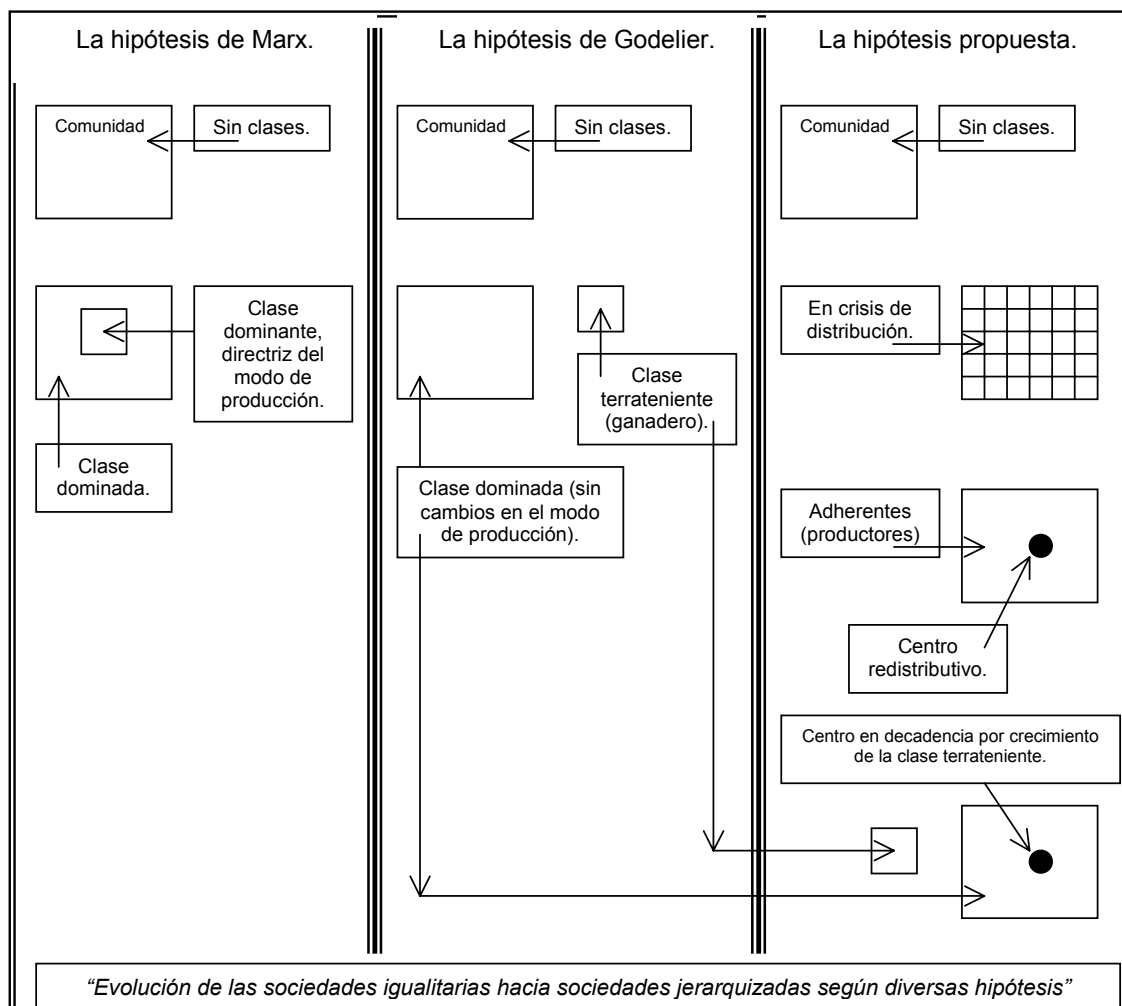 La hipótesis de Marx.
Comunidad
Sin clases.
Clase
dominante,
directriz del
modo de
producción.
Clase
dominada.
La hipótesis de Godelier.
Comunidad
Sin clases.
Clase
terrateniente
(ganadero).
Clase dominada (sin
cambios en el modo
de producción).
La hipótesis propuesta.
Comunidad
Sin clases.
En crisis de
distribución.
Adherentes
(productores)
Centro
redistributivo.
Centro en decadencia por crecimiento
de la clase terrateniente.
“Evolución de las sociedades igualitarias hacia sociedades jerarquizadas según diversas hipótesis”